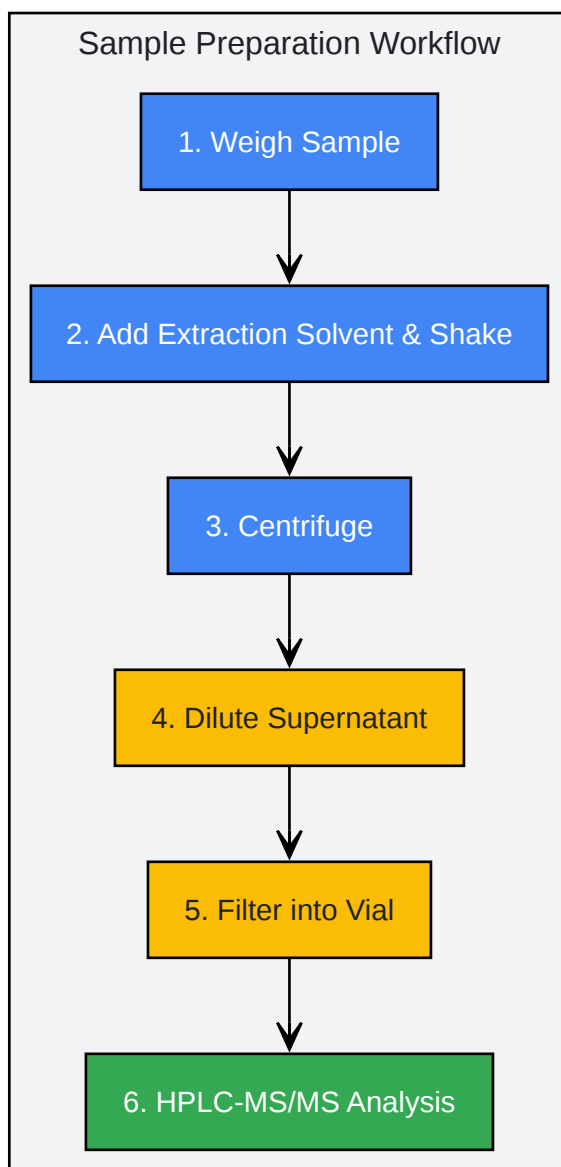 Sample Preparation Workflow
1. Weigh Sample
2. Add Extraction Solvent & Shake
3. Centrifuge
4. Dilute Supernatant
5. Filter into Vial
6. HPLC-MS/MS Analysis